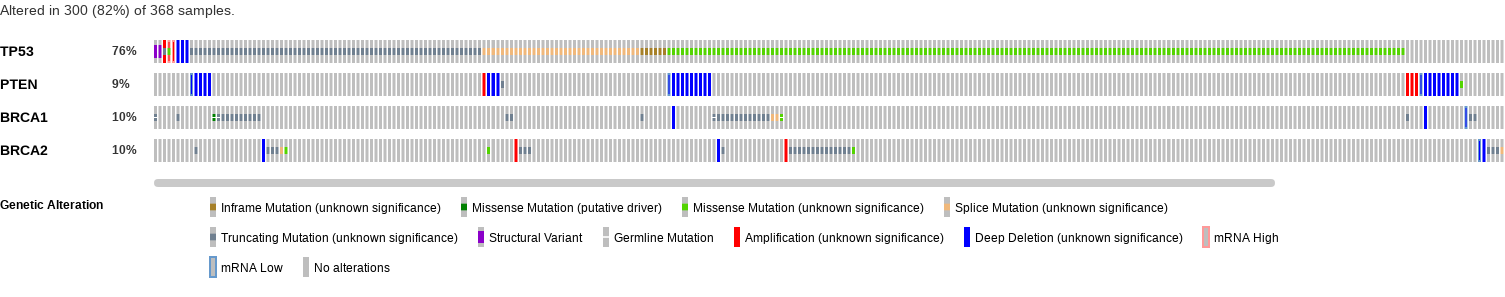 Altered in 300 (82%) of 368 samples.
TP53 76%
PTEN 9%
BRCA1 10%
BRCA2 10%
Genetic Alteration Inframe Mutation (unknown significance) Missense Mutation (putative driver) Missense Mutation (unknown significance) Splice Mutation (unknown significance)
Truncating Mutation (unknown significance) Structural Variant Germline Mutation Amplification (unknown significance) Deep Deletion (unknown significance) mRNA High
mRNA Low No alterations